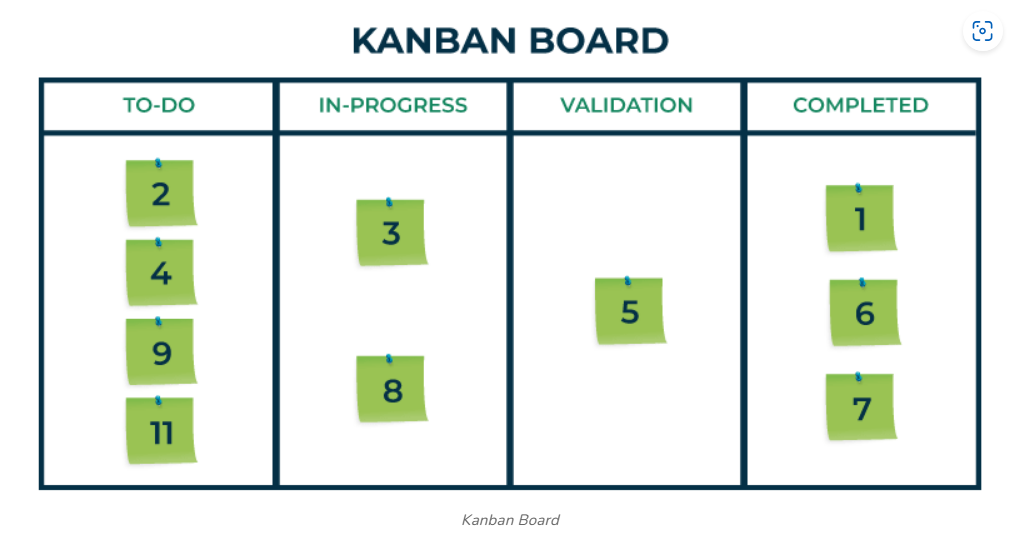 KANBAN BOARD
TO-DO
IN-PROGRESS
VALIDATION
COMPLETED
2
4
9
11
3
8
5
1
6
7
Kanban Board